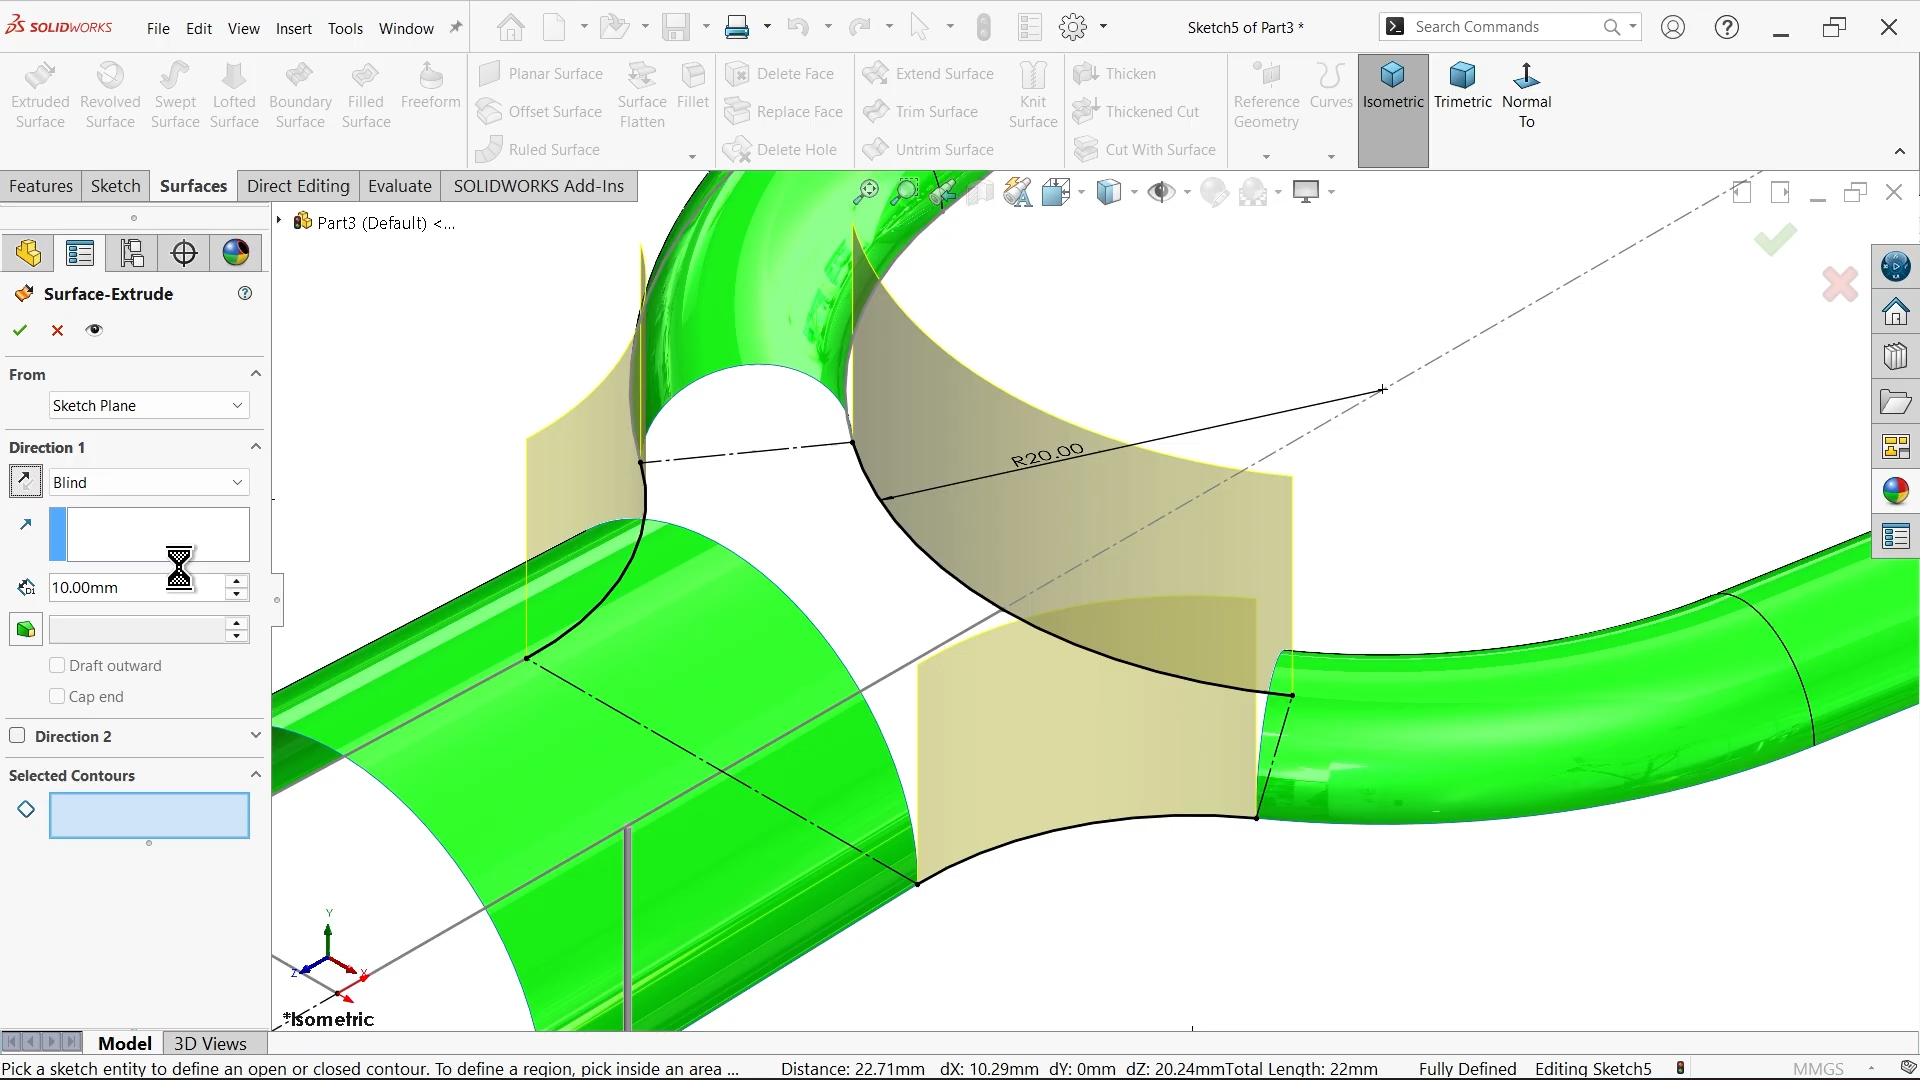 SOLIDWORKS File Edit View Insert Tools Window Sketch5 of Part3 * Search Commands
Extruded Surface
Revolved Surface
Swept Surface
Lofted Surface
Boundary Surface
Filled Surface
Freeform
Planar Surface
Offset Surface
Ruled Surface
Surface Flatten
Fillet
Delete Face
Replace Face
Delete Hole
Extend Surface
Trim Surface
Untrim Surface
Knit Surface
Thicken
Thickened Cut
Cut With Surface
Reference Geometry
Curves
Isometric
Trimetric
Normal To
Features Sketch Surfaces Direct Editing Evaluate SOLIDWORKS Add-Ins
Part3 (Default) <...
Surface-Extrude
From
Sketch Plane
Direction 1
Blind
10.00mm
Draft outward
Cap end
Direction 2
Selected Contours
R20.00
Y
Z
X
*Isometric
Model 3D Views
Pick a sketch entity to define an open or closed contour. To define a region, pick inside an area ... Distance: 22.71mm dX: 10.29mm dY: 0mm dZ: 20.24mmTotal Length: 22mm Fully Defined Editing Sketch5 MMGS